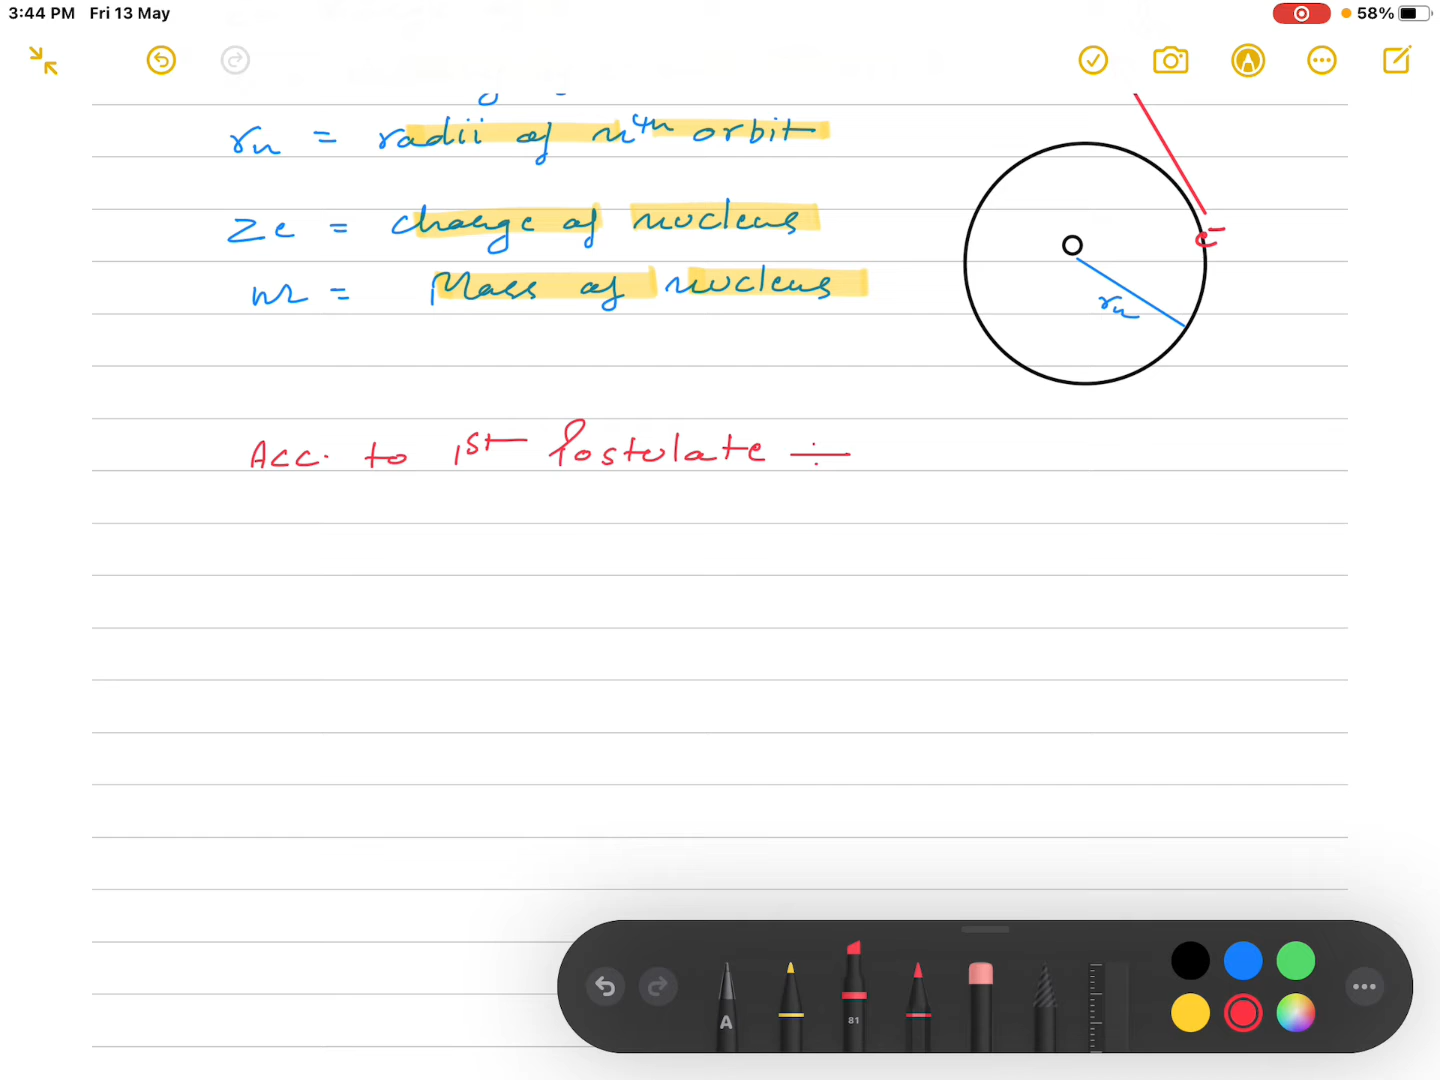 3:44 PM Fri 13 May
58%
rn = radii of nth orbit
Ze = charge of nucleus
m = Mass of nucleus
e-
rn
Acc. to 1st Postulate ÷
A
81